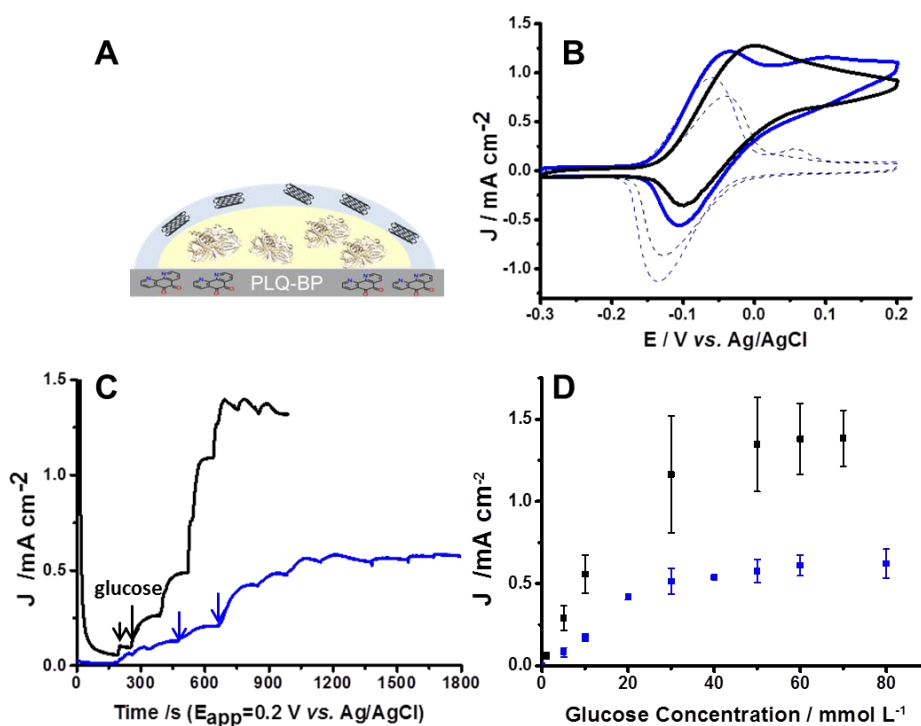 A
PLQ-BP
N
N
N
N
N
N
N
N
O
O
O
O
O
O
O
O
B
1.5
1.0
0.5
0.0
-0.5
-1.0
J / mA cm-2
-0.3 -0.2 -0.1 0.0 0.1 0.2
E / V vs. Ag/AgCl
C
1.5
1.0
0.5
0.0
J /mA cm-2
glucose
0 300 600 900 1200 1500 1800
Time /s (Eapp=0.2 V vs. Ag/AgCl)
D
1.5
1.0
0.5
0.0
J /mA cm-2
0 20 40 60 80
Glucose Concentration / mmol L-1